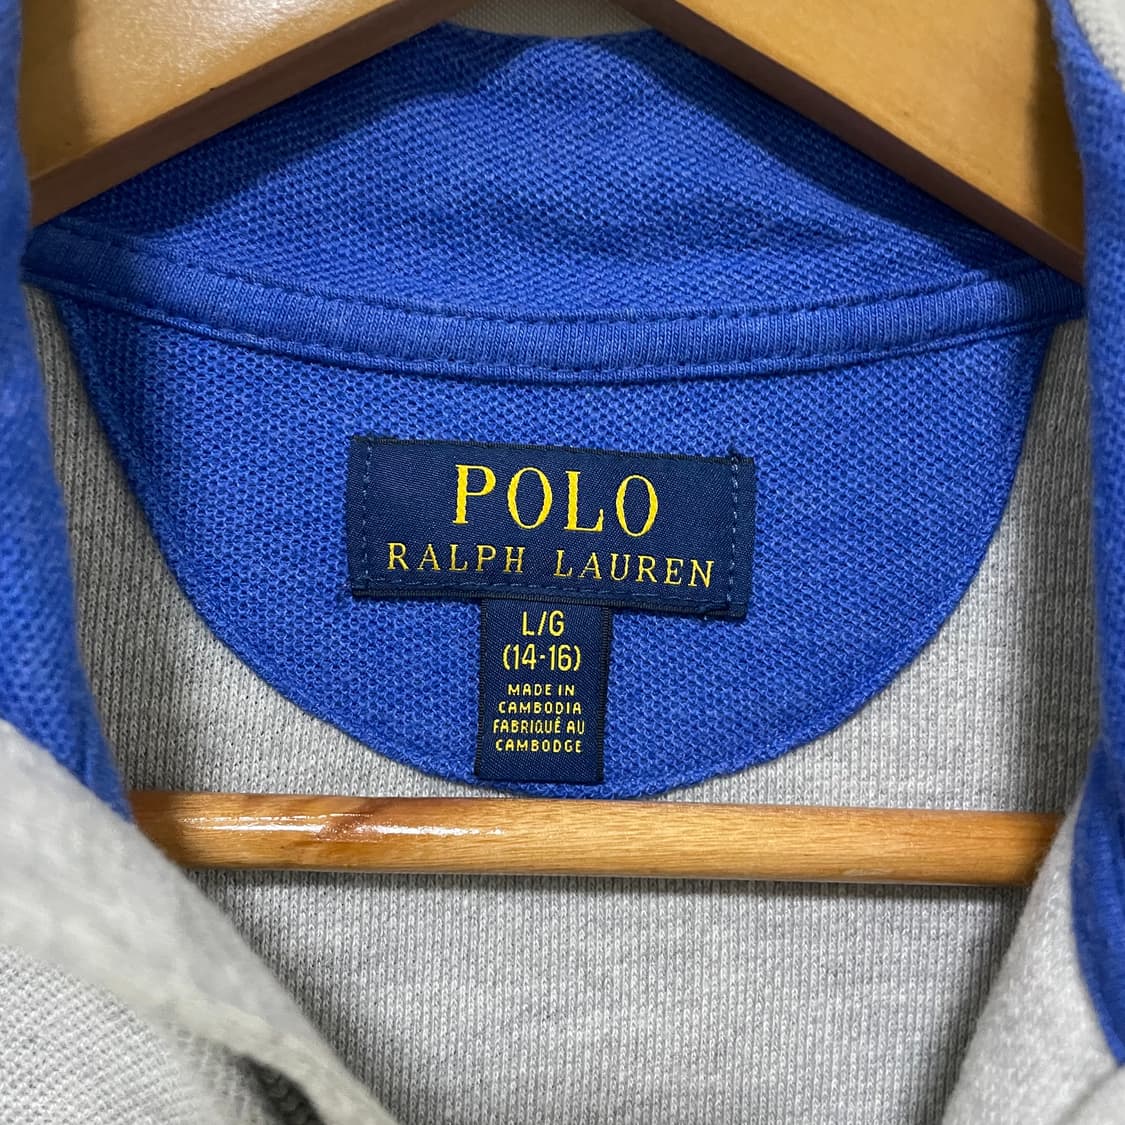 POLO
RALPH LAUREN
L/G
(14-16)
MADE IN
CAMBODIA
FABRIQUÉ AU
CAMBODGE